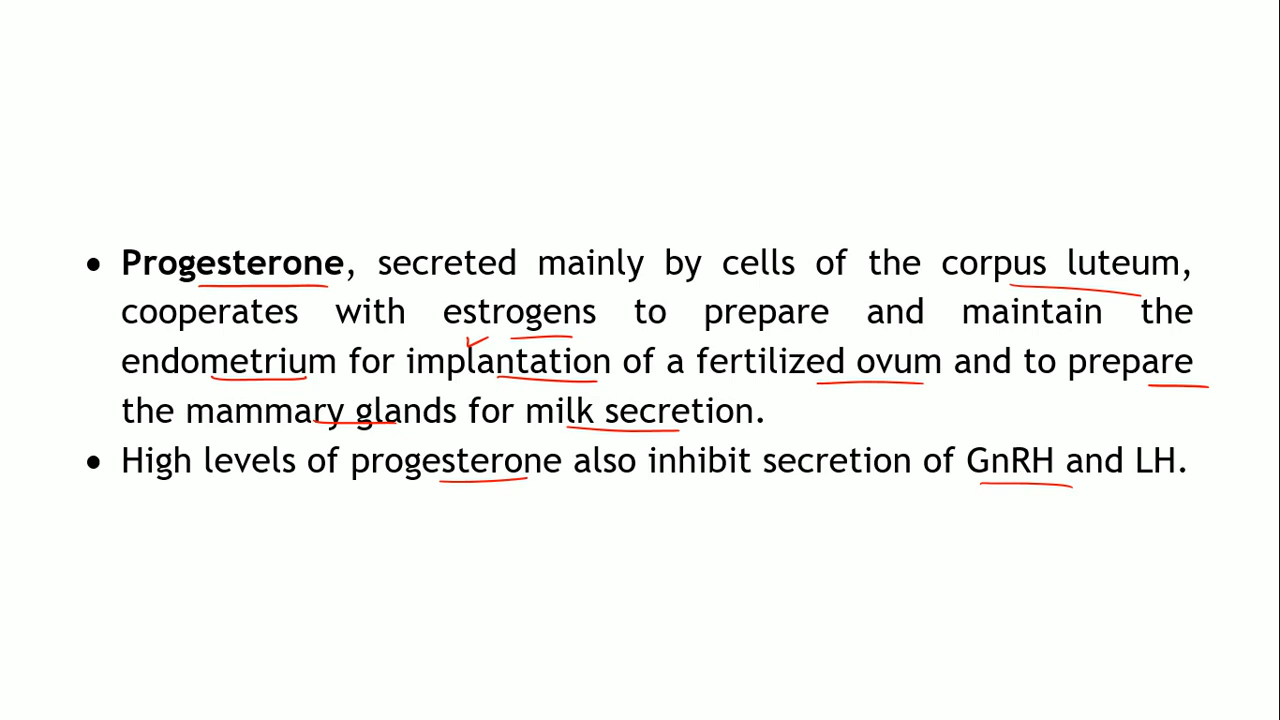 • Progesterone, secreted mainly by cells of the corpus luteum,
cooperates with estrogens to prepare and maintain the
endometrium for implantation of a fertilized ovum and to prepare
the mammary glands for milk secretion.
• High levels of progesterone also inhibit secretion of GnRH and LH.